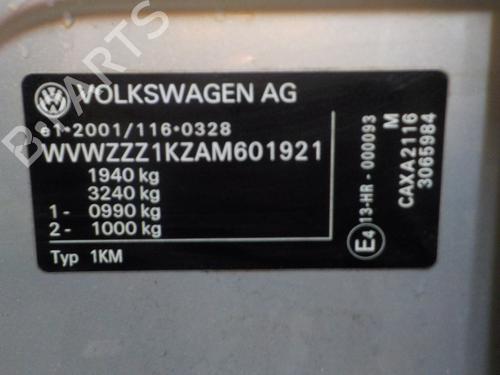 B PARTS
VOLKSWAGEN AG
e1*2001/116*0328
WVWZZZ1KZAM601921
1940 kg
3240 kg
1 - 0990 kg
2 - 1000 kg
Typ 1KM
E4 13-HR - 000093
M
CAXA2116
3065984